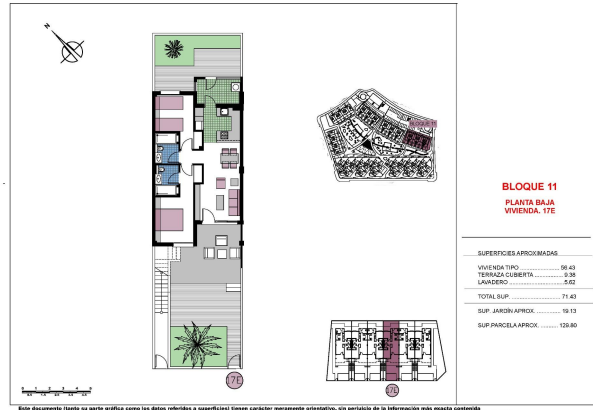 N
BLOQUE 11
17E
17E
0 1 2 3 4 5
BLOQUE 11
PLANTA BAJA
VIVIENDA. 17E
SUPERFICIES APROXIMADAS
VIVIENDA TIPO ................ 56.43
TERRAZA CUBIERTA ........... 9.38
LAVADERO ..................... 5.62
TOTAL SUP. .................... 71.43
SUP. JARDÍN APROX. ............. 19.13
SUP.PARCELA APROX. .......... 129.80
Este documento (tanto su parte gráfica como los datos referidos a superficies) tienen carácter meramente orientativo, sin perjuicio de la información más exacta contenida